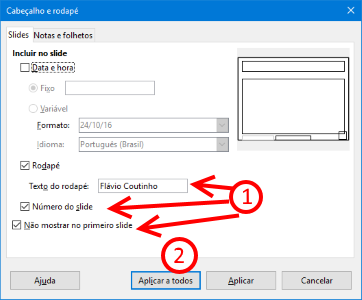 Cabeçalho e rodapé
Slides Notas e folhetos
Incluir no slide
Data e hora
Fixo
Variável
Formato: 24/10/16
Idioma: Português (Brasil)
Rodapé
Texto do rodapé: Flávio Coutinho
1
Número do slide
Não mostrar no primeiro slide
2
Ajuda Aplicar a todos Aplicar Cancelar